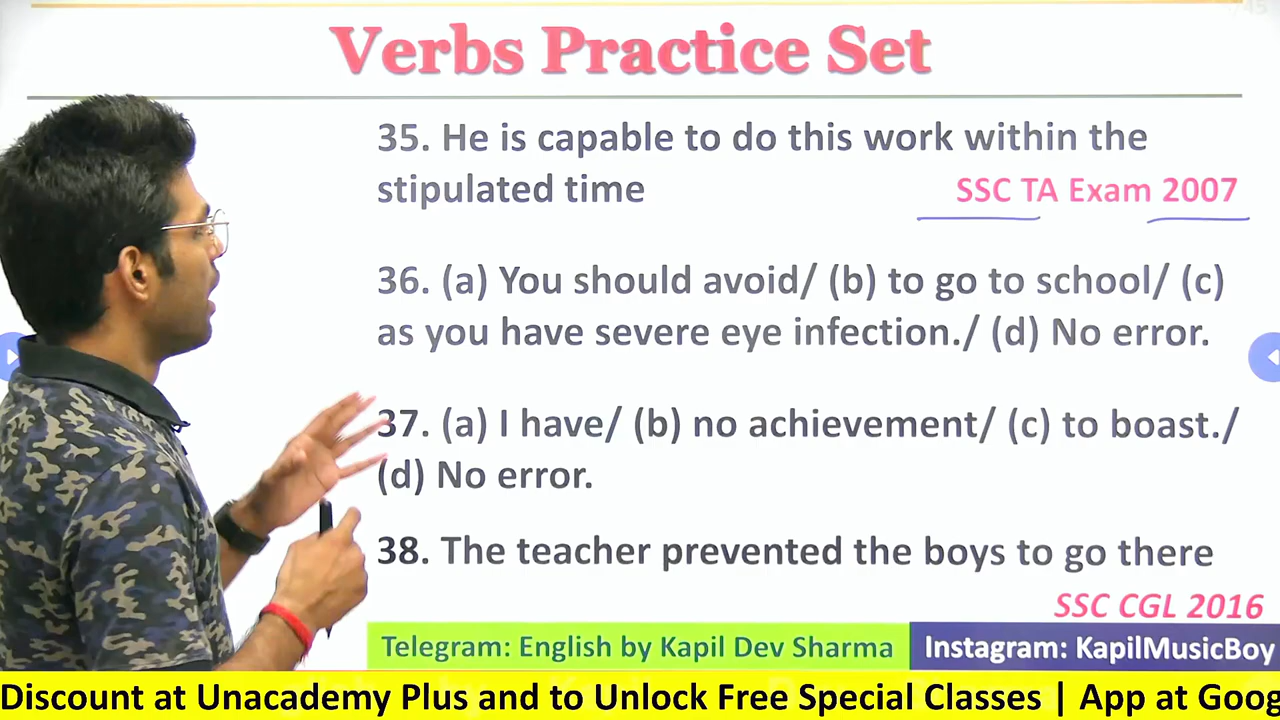 Verbs Practice Set
35. He is capable to do this work within the
stipulated time
SSC TA Exam 2007
36. (a) You should avoid/ (b) to go to school/ (c)
as you have severe eye infection./ (d) No error.
37. (a) I have/ (b) no achievement/ (c) to boast./
(d) No error.
38. The teacher prevented the boys to go there
SSC CGL 2016
Telegram: English by Kapil Dev Sharma
Instagram: KapilMusicBoy
Discount at Unacademy Plus and to Unlock Free Special Classes | App at Goog